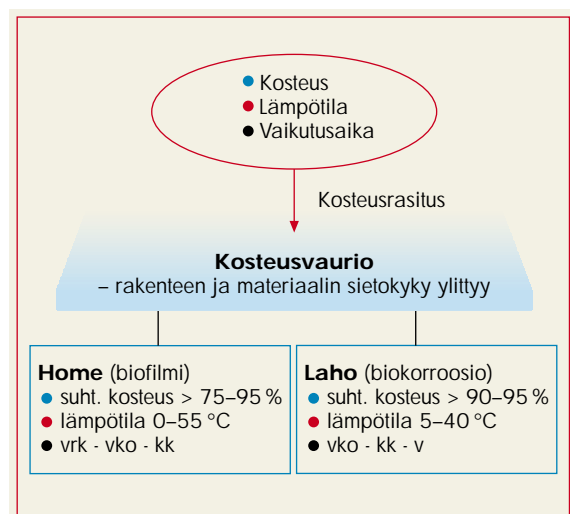 Kosteus
Lämpötila
Vaikutusaika
Kosteusrasitus
Kosteusvaurio
– rakenteen ja materiaalin sietokyky ylittyy
Home (biofilmi)
suht. kosteus > 75–95 %
lämpötila 0–55 °C
vrk - vko - kk
Laho (biokorroosio)
suht. kosteus > 90–95 %
lämpötila 5–40 °C
vko - kk - v